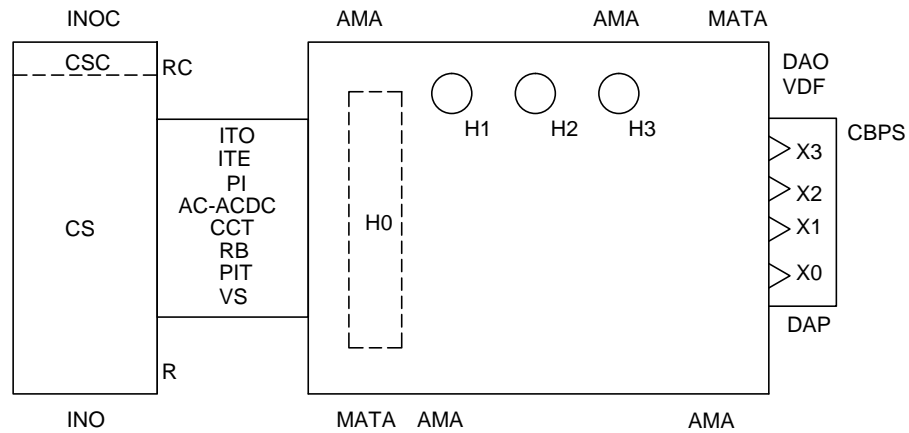 INOC
AMA
AMA
MATA
CSC
RC
DAO
VDF
H1
H2
H3
CBPS
ITO
ITE
PI
AC-ACDC
CCT
RB
PIT
VS
CS
H0
X3
X2
X1
X0
DAP
R
INO
MATA
AMA
AMA